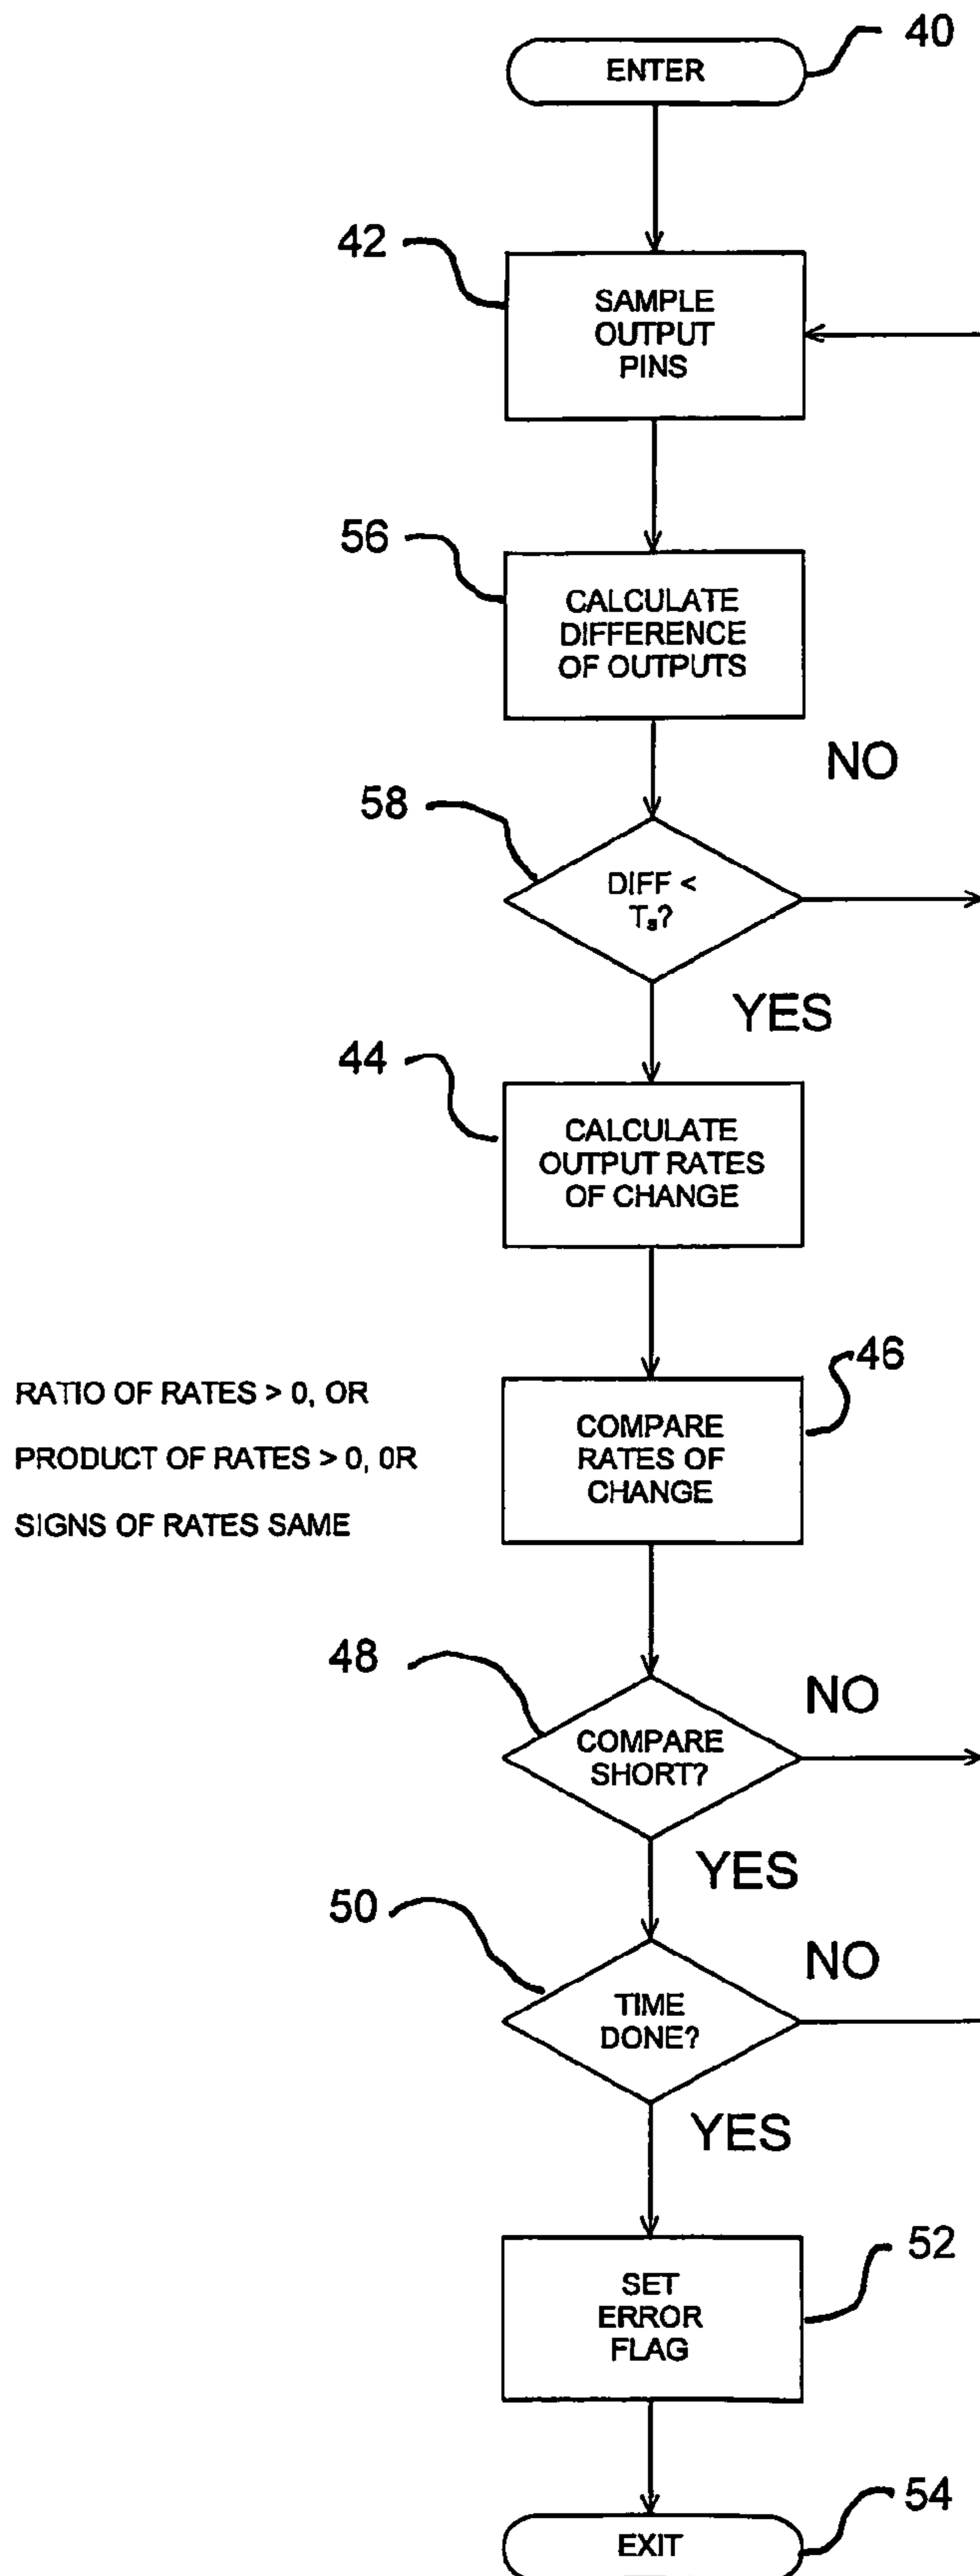 40
ENTER
42
SAMPLE
OUTPUT
PINS
56
CALCULATE
DIFFERENCE
OF OUTPUTS
NO
58
DIFF <
Ts?
YES
44
CALCULATE
OUTPUT RATES
OF CHANGE
46
RATIO OF RATES > 0, OR
PRODUCT OF RATES > 0, 0R
SIGNS OF RATES SAME
COMPARE
RATES OF
CHANGE
48
NO
COMPARE
SHORT?
YES
50
NO
TIME
DONE?
YES
52
SET
ERROR
FLAG
54
EXIT